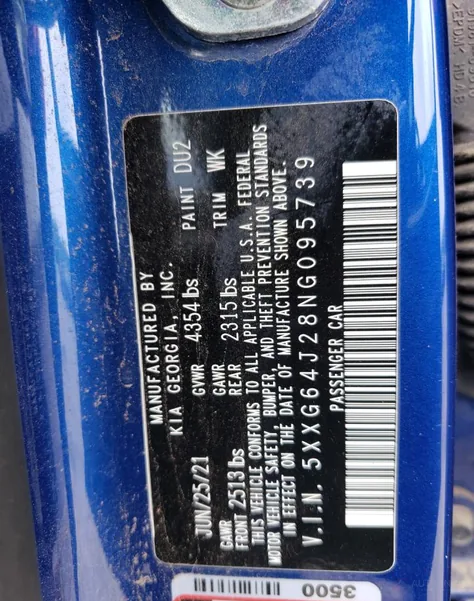 MANUFACTURED BY
KIA GEORGIA, INC.
JUN/25/21 GVWR 4354 lbs PAINT DU2
GAWR FRONT 2513 lbs GAWR REAR 2315 lbs TRIM WK
THIS VEHICLE CONFORMS TO ALL APPLICABLE U.S.A. FEDERAL
MOTOR VEHICLE SAFETY, BUMPER, AND THEFT PREVENTION STANDARDS
IN EFFECT ON THE DATE OF MANUFACTURE SHOWN ABOVE.
V.I.N. 5XXG64J28NG095739
PASSENGER CAR
3500